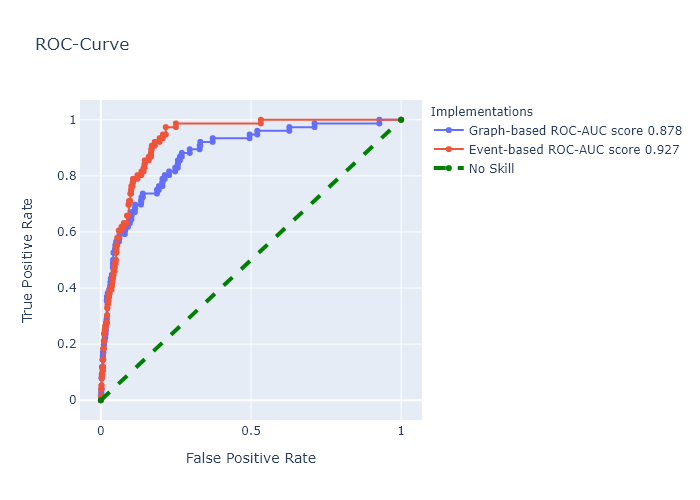 ROC-Curve
Implementations
Graph-based ROC-AUC score 0.878
Event-based ROC-AUC score 0.927
No Skill
True Positive Rate
1
0.8
0.6
0.4
0.2
0
0
0.5
1
False Positive Rate